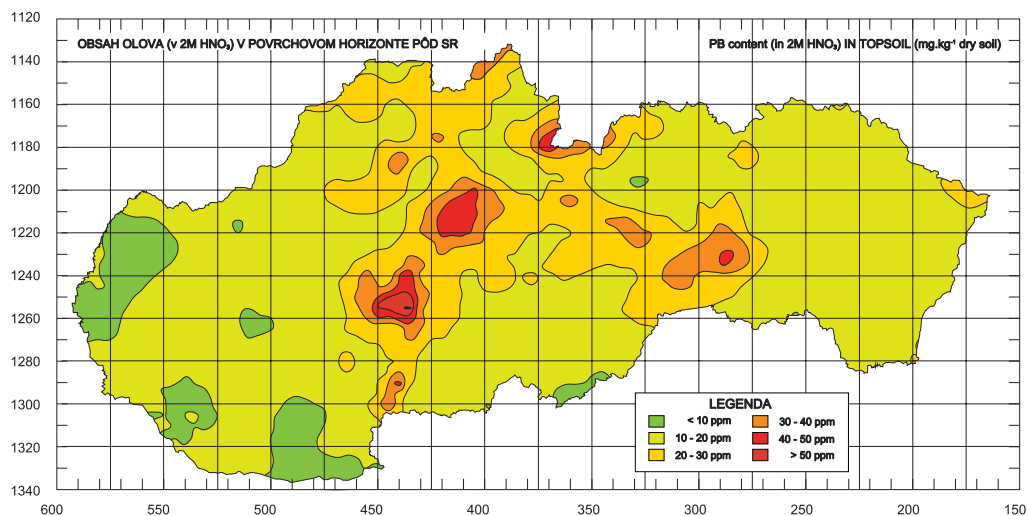 1120
OBSAH OLOVA (v 2M HNO₃) V POVRCHOVOM HORIZONTE PÔD SR
PB content (in 2M HNO₃) IN TOPSOIL (mg.kg⁻¹ dry soil)
1140
1160
1180
1200
1220
1240
1260
1280
1300
1320
1340
LEGENDA
< 10 ppm
30 - 40 ppm
10 - 20 ppm
40 - 50 ppm
20 - 30 ppm
> 50 ppm
600 550 500 450 400 350 300 250 200 150